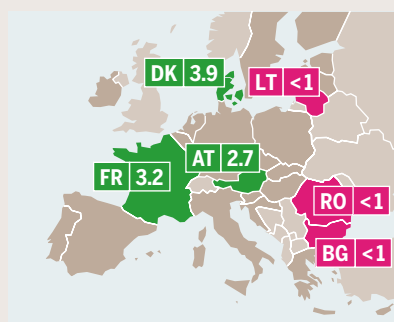 DK 3.9
LT <1
AT 2.7
FR 3.2
RO <1
BG <1